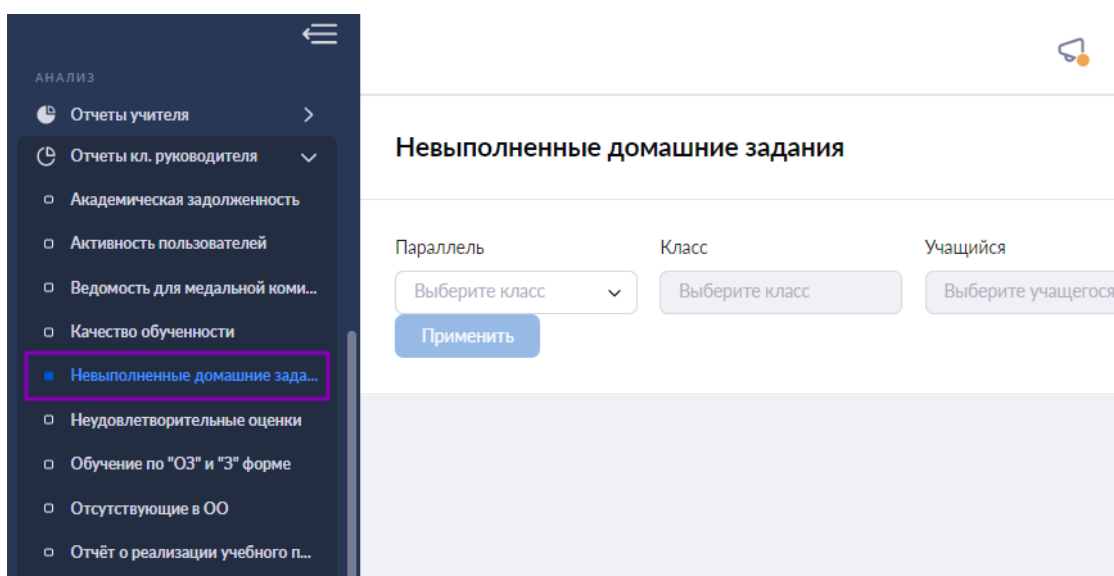 АНАЛИЗ
Отчеты учителя
Отчеты кл. руководителя
Академическая задолженность
Активность пользователей
Ведомость для медальной коми...
Качество обученности
Невыполненные домашние зада...
Неудовлетворительные оценки
Обучение по "ОЗ" и "З" форме
Отсутствующие в ОО
Отчёт о реализации учебного п...
Невыполненные домашние задания
Параллель Класс Учащийся
Выберите класс Выберите класс Выберите учащегося
Применить